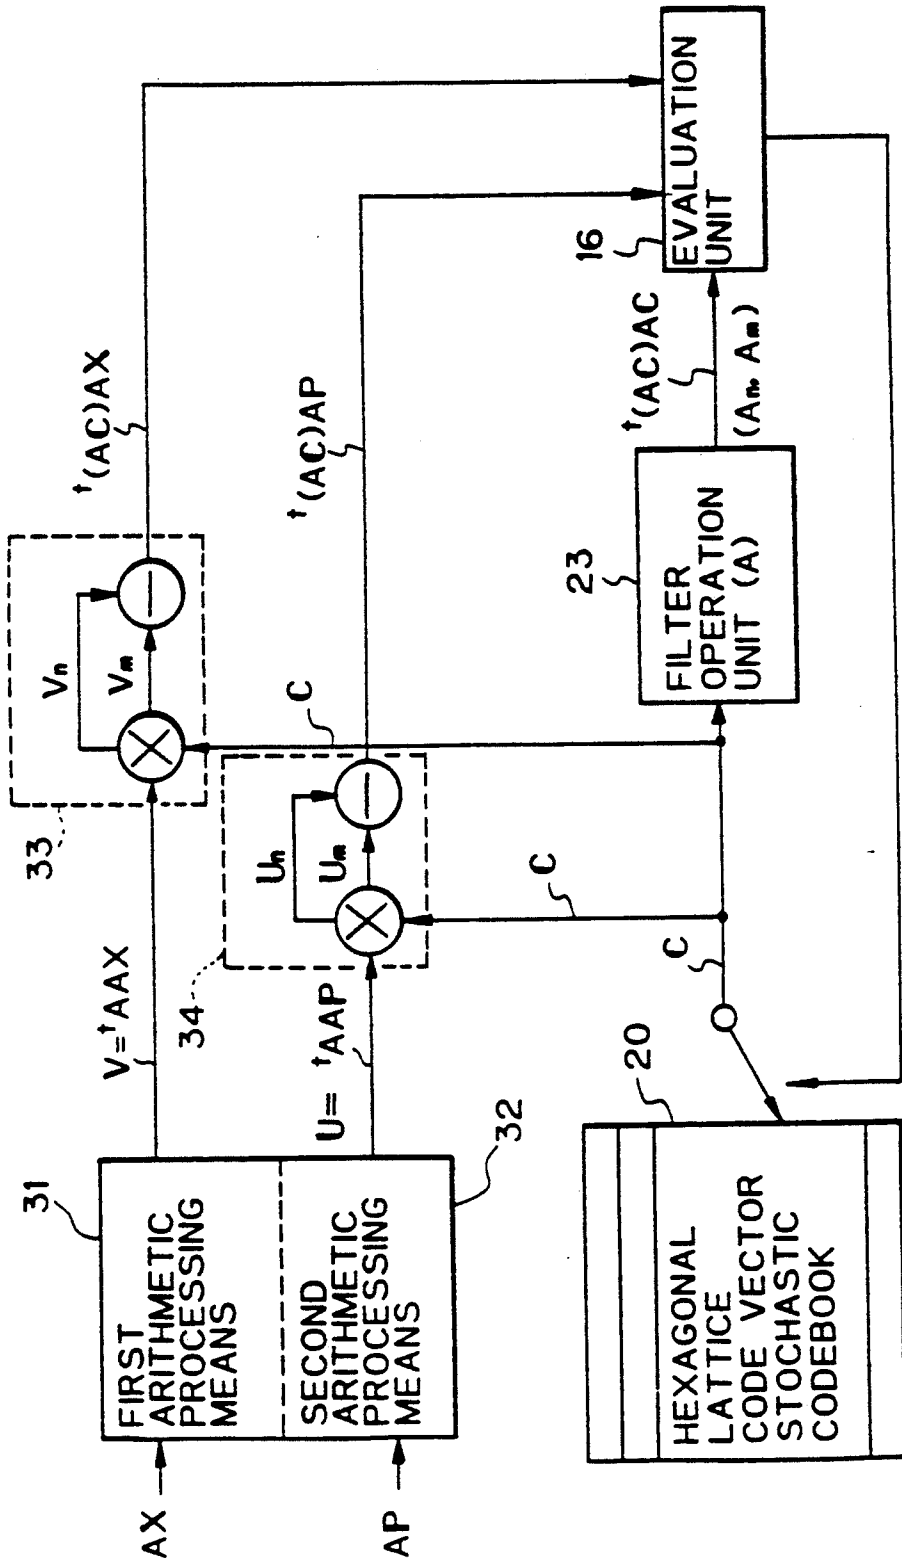 AX
AP
31
FIRST
ARITHMETIC
PROCESSING
MEANS
SECOND
ARITHMETIC
PROCESSING
MEANS
32
V=ᵗAAX
U= ᵗAAP
33
Vn
Vm
34
Un
Um
C
C
C
ᵗ(AC)AX
ᵗ(AC)AP
20
HEXAGONAL
LATTICE
CODE VECTOR
STOCHASTIC
CODEBOOK
23
FILTER
OPERATION
UNIT (A)
ᵗ(AC)AC
(An, Am)
16
EVALUATION
UNIT